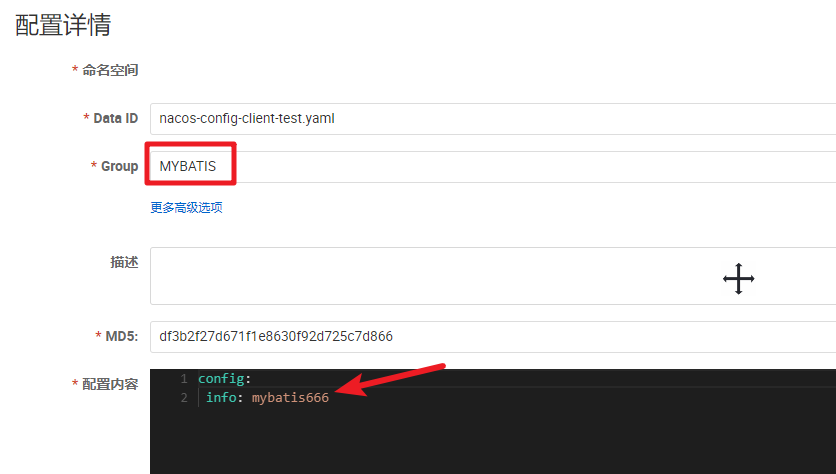 配置详情
* 命名空间
* Data ID nacos-config-client-test.yaml
* Group MYBATIS
更多高级选项
描述
* MD5: df3b2f27d671f1e8630f92d725c7d866
* 配置内容
1 config:
2 info: mybatis666